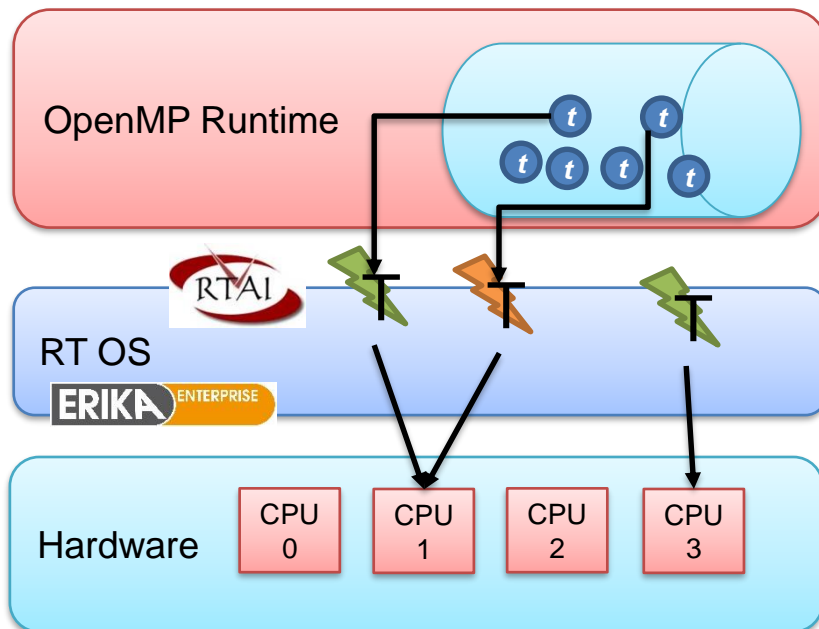 OpenMP Runtime
t t
t t t t
RTAI
T T T
RT OS
ERIKA ENTERPRISE
Hardware
CPU 0
CPU 1
CPU 2
CPU 3